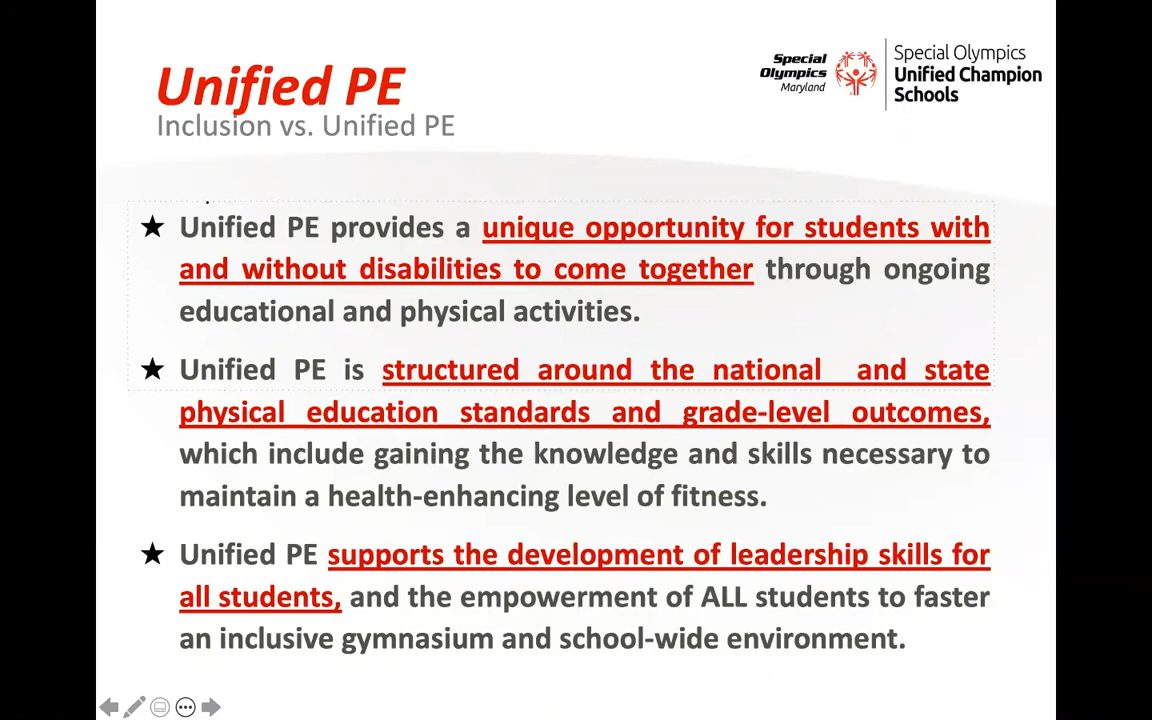 Unified PE
Inclusion vs. Unified PE
Special
Olympics
Maryland
Special Olympics
Unified Champion
Schools
★ Unified PE provides a unique opportunity for students with
and without disabilities to come together through ongoing
educational and physical activities.
★ Unified PE is structured around the national and state
physical education standards and grade-level outcomes,
which include gaining the knowledge and skills necessary to
maintain a health-enhancing level of fitness.
★ Unified PE supports the development of leadership skills for
all students, and the empowerment of ALL students to faster
an inclusive gymnasium and school-wide environment.